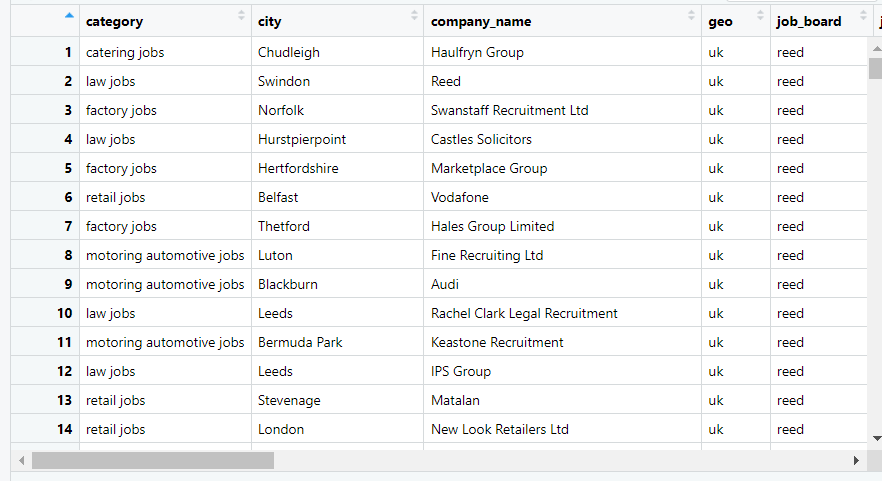 category city company_name geo job_board j
1 catering jobs Chudleigh Haulfryn Group uk reed
2 law jobs Swindon Reed uk reed
3 factory jobs Norfolk Swanstaff Recruitment Ltd uk reed
4 law jobs Hurstpierpoint Castles Solicitors uk reed
5 factory jobs Hertfordshire Marketplace Group uk reed
6 retail jobs Belfast Vodafone uk reed
7 factory jobs Thetford Hales Group Limited uk reed
8 motoring automotive jobs Luton Fine Recruiting Ltd uk reed
9 motoring automotive jobs Blackburn Audi uk reed
10 law jobs Leeds Rachel Clark Legal Recruitment uk reed
11 motoring automotive jobs Bermuda Park Keastone Recruitment uk reed
12 law jobs Leeds IPS Group uk reed
13 retail jobs Stevenage Matalan uk reed
14 retail jobs London New Look Retailers Ltd uk reed